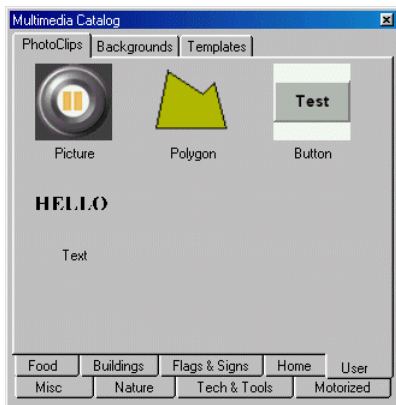 Multimedia Catalog
PhotoClips Backgrounds Templates
Test
Picture Polygon Button
HELLO
Text
Food Buildings Flags & Signs Home User
Misc Nature Tech & Tools Motorized